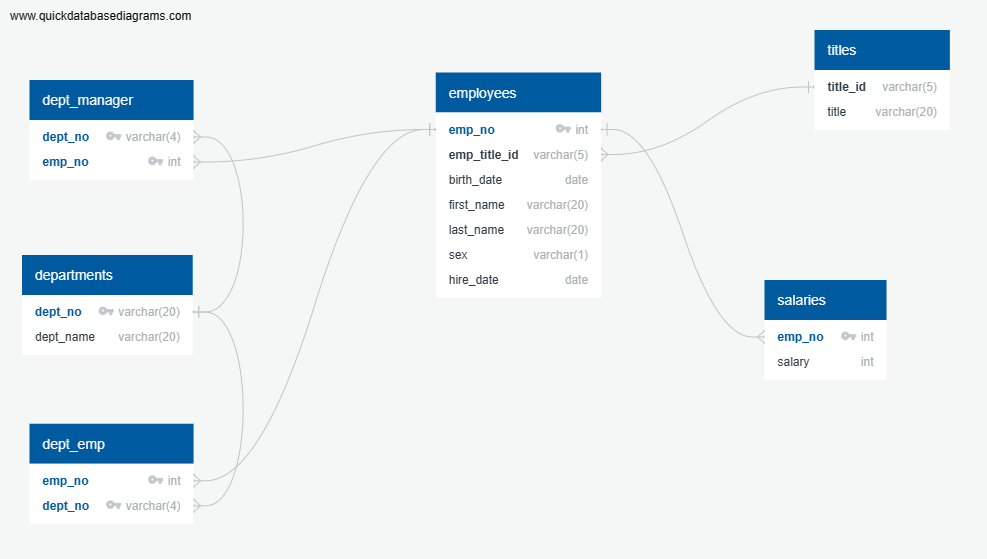 www.quickdatabasediagrams.com
dept_manager
dept_no varchar(4)
emp_no int
departments
dept_no varchar(20)
dept_name varchar(20)
dept_emp
emp_no int
dept_no varchar(4)
employees
emp_no int
emp_title_id varchar(5)
birth_date date
first_name varchar(20)
last_name varchar(20)
sex varchar(1)
hire_date date
titles
title_id varchar(5)
title varchar(20)
salaries
emp_no int
salary int